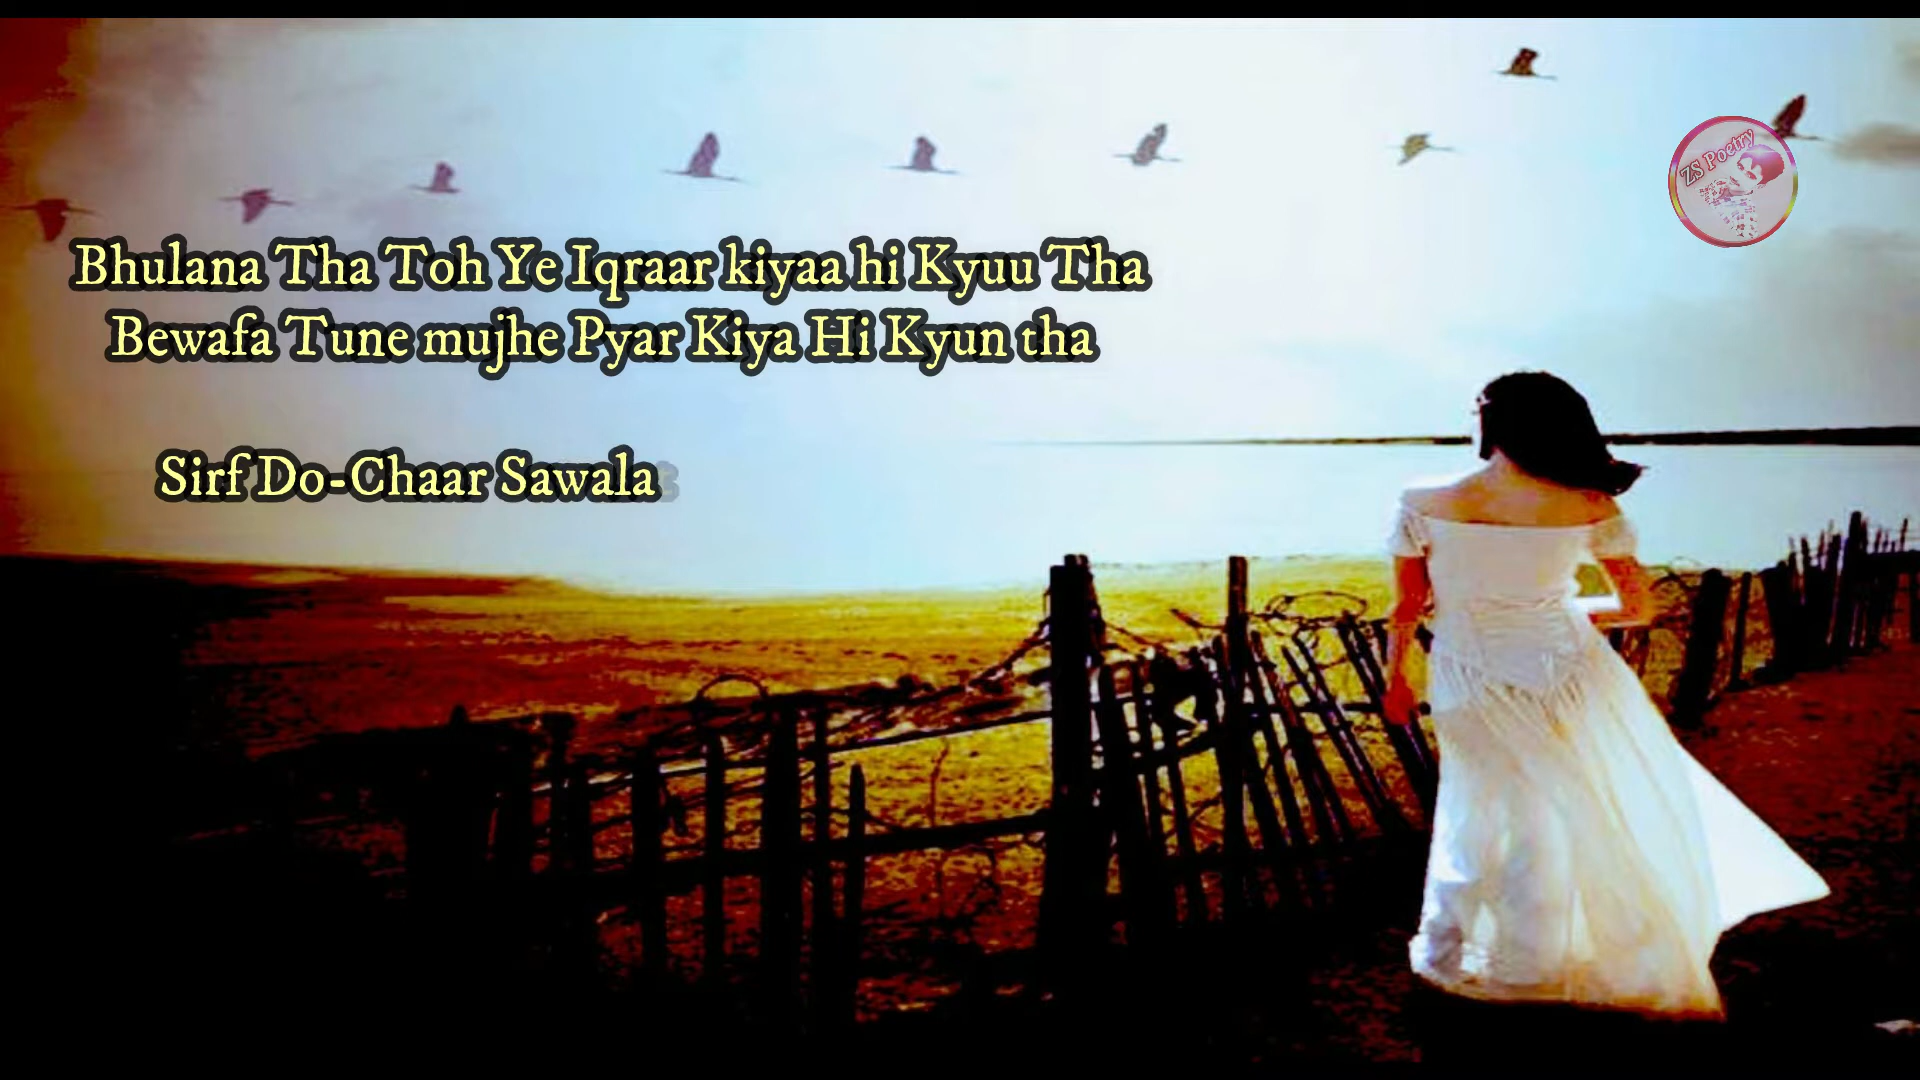 ZS Poetry
Bhulana Tha Toh Ye Iqraar kiyaa hi Kyuu Tha
Bewafa Tune mujhe Pyar Kiya Hi Kyun tha
Sirf Do-Chaar Sawala